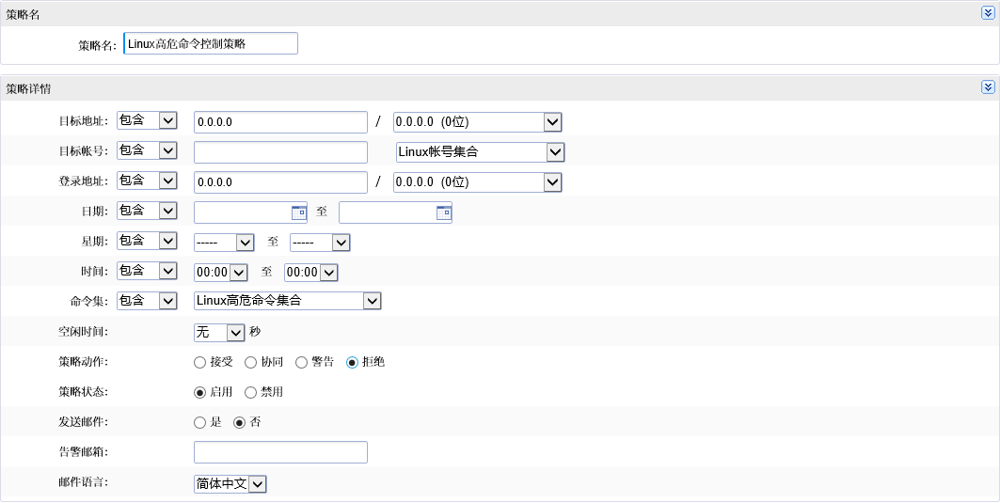 策略名
策略名: Linux高危命令控制策略
策略详情
目标地址: 包含 0.0.0.0 / 0.0.0.0 (0位)
目标帐号: 包含 Linux帐号集合
登录地址: 包含 0.0.0.0 / 0.0.0.0 (0位)
日期: 包含 至
星期: 包含 ----- 至 -----
时间: 包含 00:00 至 00:00
命令集: 包含 Linux高危命令集合
空闲时间: 无 秒
策略动作: 接受 协同 警告 拒绝
策略状态: 启用 禁用
发送邮件: 是 否
告警邮箱:
邮件语言: 简体中文